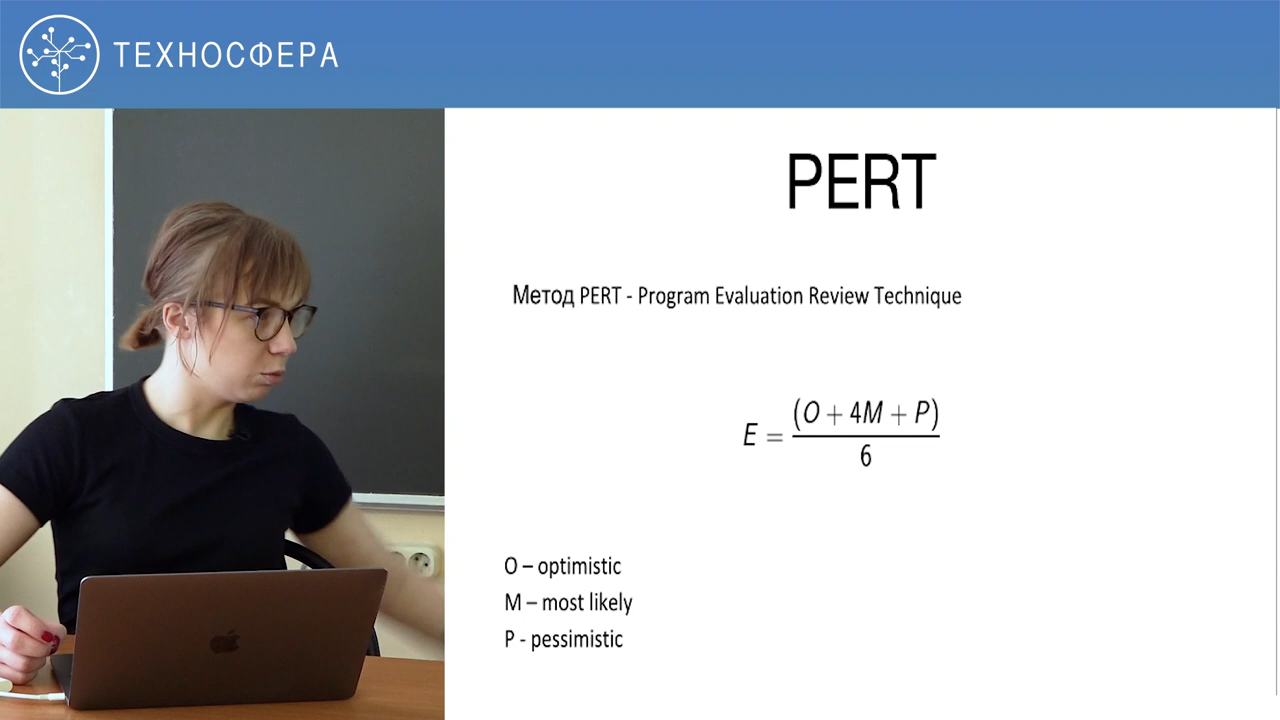 ТЕХНОСФЕРА
PERT
Метод PERT - Program Evaluation Review Technique
E = (O + 4M + P) / 6
O – optimistic
M – most likely
P - pessimistic